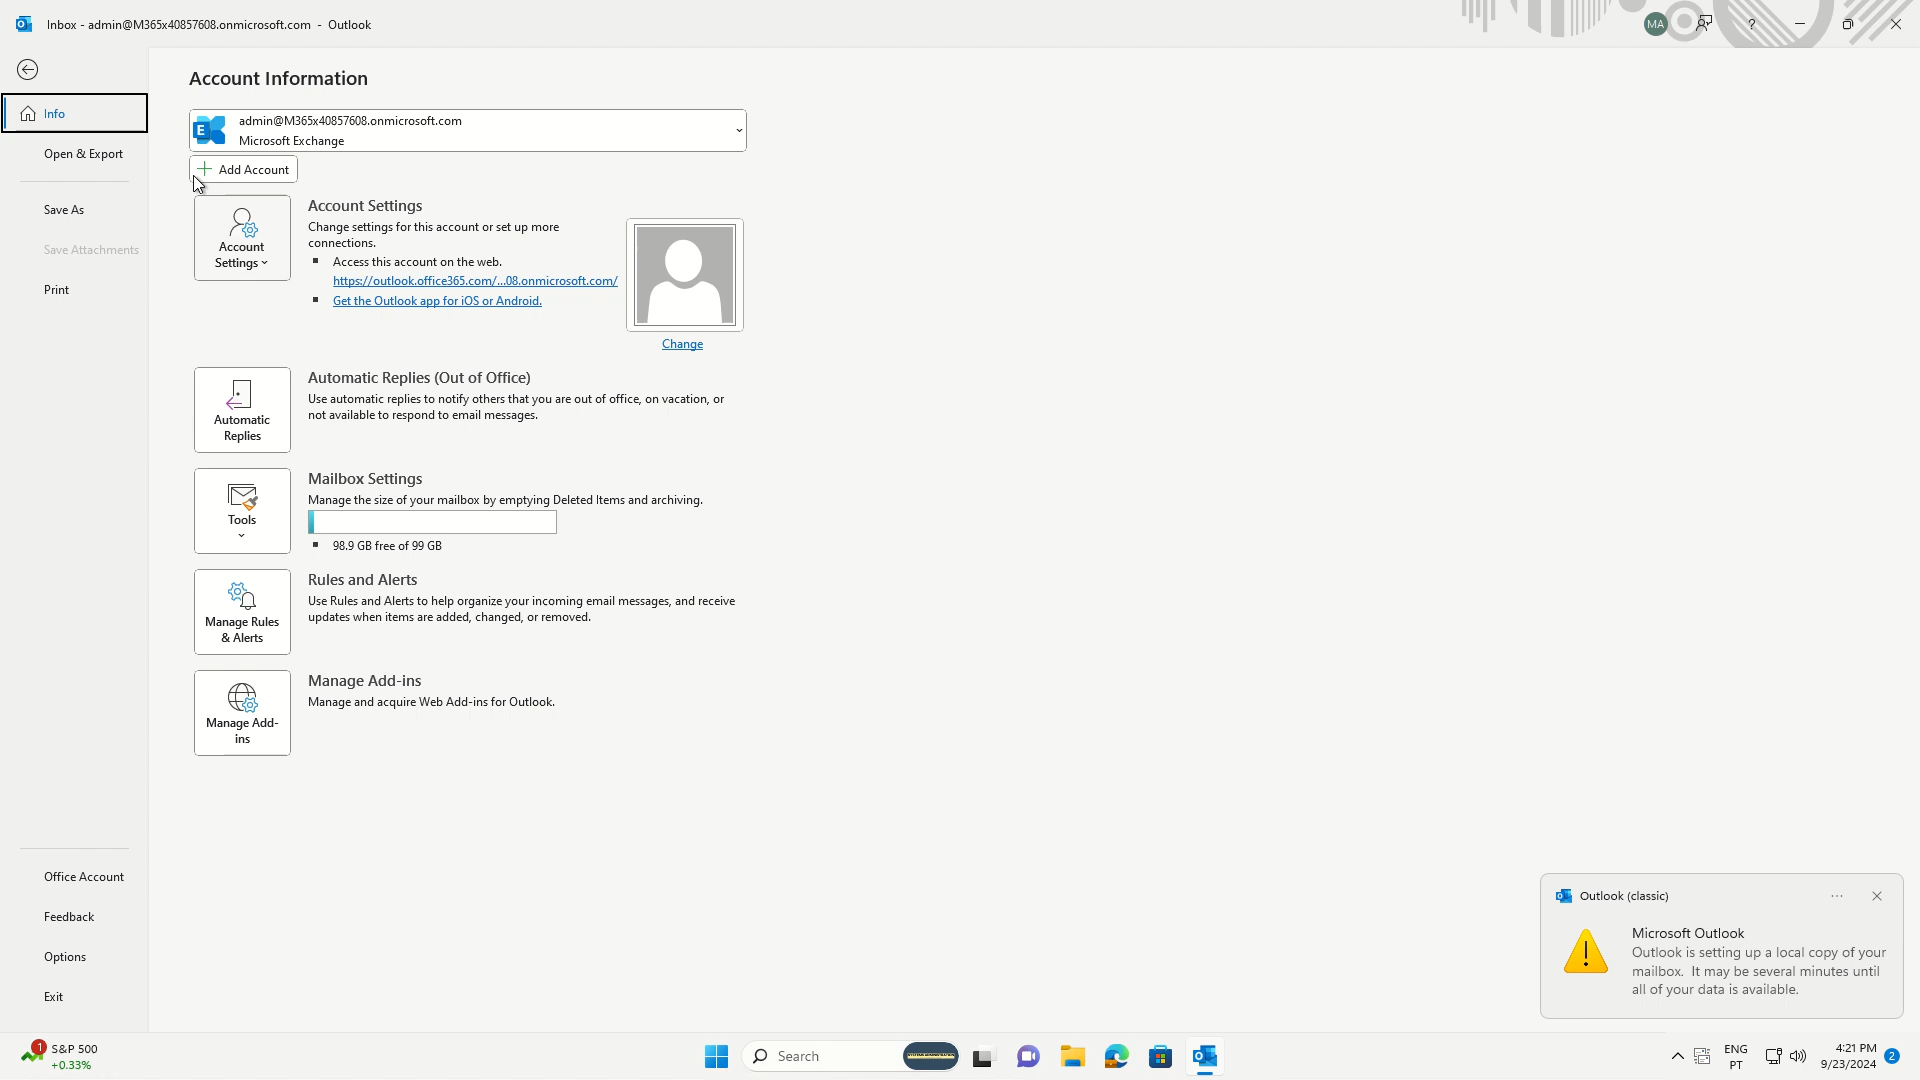 Inbox - admin@M365x40857608.onmicrosoft.com - Outlook
MA
?
Info
Open & Export
Save As
Save Attachments
Print
Office Account
Feedback
Options
Exit
Account Information
E
admin@M365x40857608.onmicrosoft.com
Microsoft Exchange
Add Account
Account
Settings
Account Settings
Change settings for this account or set up more
connections.
Access this account on the web.
https://outlook.office365.com/...08.onmicrosoft.com/
Get the Outlook app for iOS or Android.
Change
Automatic
Replies
Automatic Replies (Out of Office)
Use automatic replies to notify others that you are out of office, on vacation, or
not available to respond to email messages.
Tools
Mailbox Settings
Manage the size of your mailbox by emptying Deleted Items and archiving.
98.9 GB free of 99 GB
Manage Rules
& Alerts
Rules and Alerts
Use Rules and Alerts to help organize your incoming email messages, and receive
updates when items are added, changed, or removed.
Manage Add-
ins
Manage Add-ins
Manage and acquire Web Add-ins for Outlook.
Outlook (classic)
Microsoft Outlook
Outlook is setting up a local copy of your
mailbox. It may be several minutes until
all of your data is available.
1
S&P 500
+0.33%
Search
ENG
PT
4:21 PM
9/23/2024
2